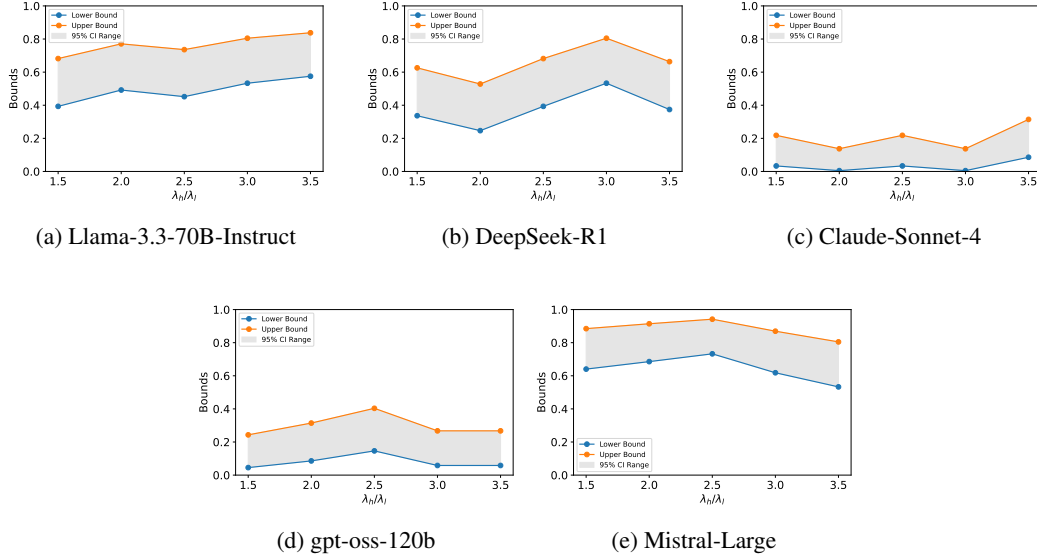 1.0
0.8
0.6
0.4
0.2
0.0
Bounds
Lower Bound
Upper Bound
95% CI Range
1.5 2.0 2.5 3.0 3.5
λh/λl
(a) Llama-3.3-70B-Instruct
1.0
0.8
0.6
0.4
0.2
0.0
Bounds
Lower Bound
Upper Bound
95% CI Range
1.5 2.0 2.5 3.0 3.5
λh/λl
(b) DeepSeek-R1
1.0
0.8
0.6
0.4
0.2
0.0
Bounds
Lower Bound
Upper Bound
95% CI Range
1.5 2.0 2.5 3.0 3.5
λh/λl
(c) Claude-Sonnet-4
1.0
0.8
0.6
0.4
0.2
0.0
Bounds
Lower Bound
Upper Bound
95% CI Range
1.5 2.0 2.5 3.0 3.5
λh/λl
(d) gpt-oss-120b
1.0
0.8
0.6
0.4
0.2
0.0
Bounds
Lower Bound
Upper Bound
95% CI Range
1.5 2.0 2.5 3.0 3.5
λh/λl
(e) Mistral-Large